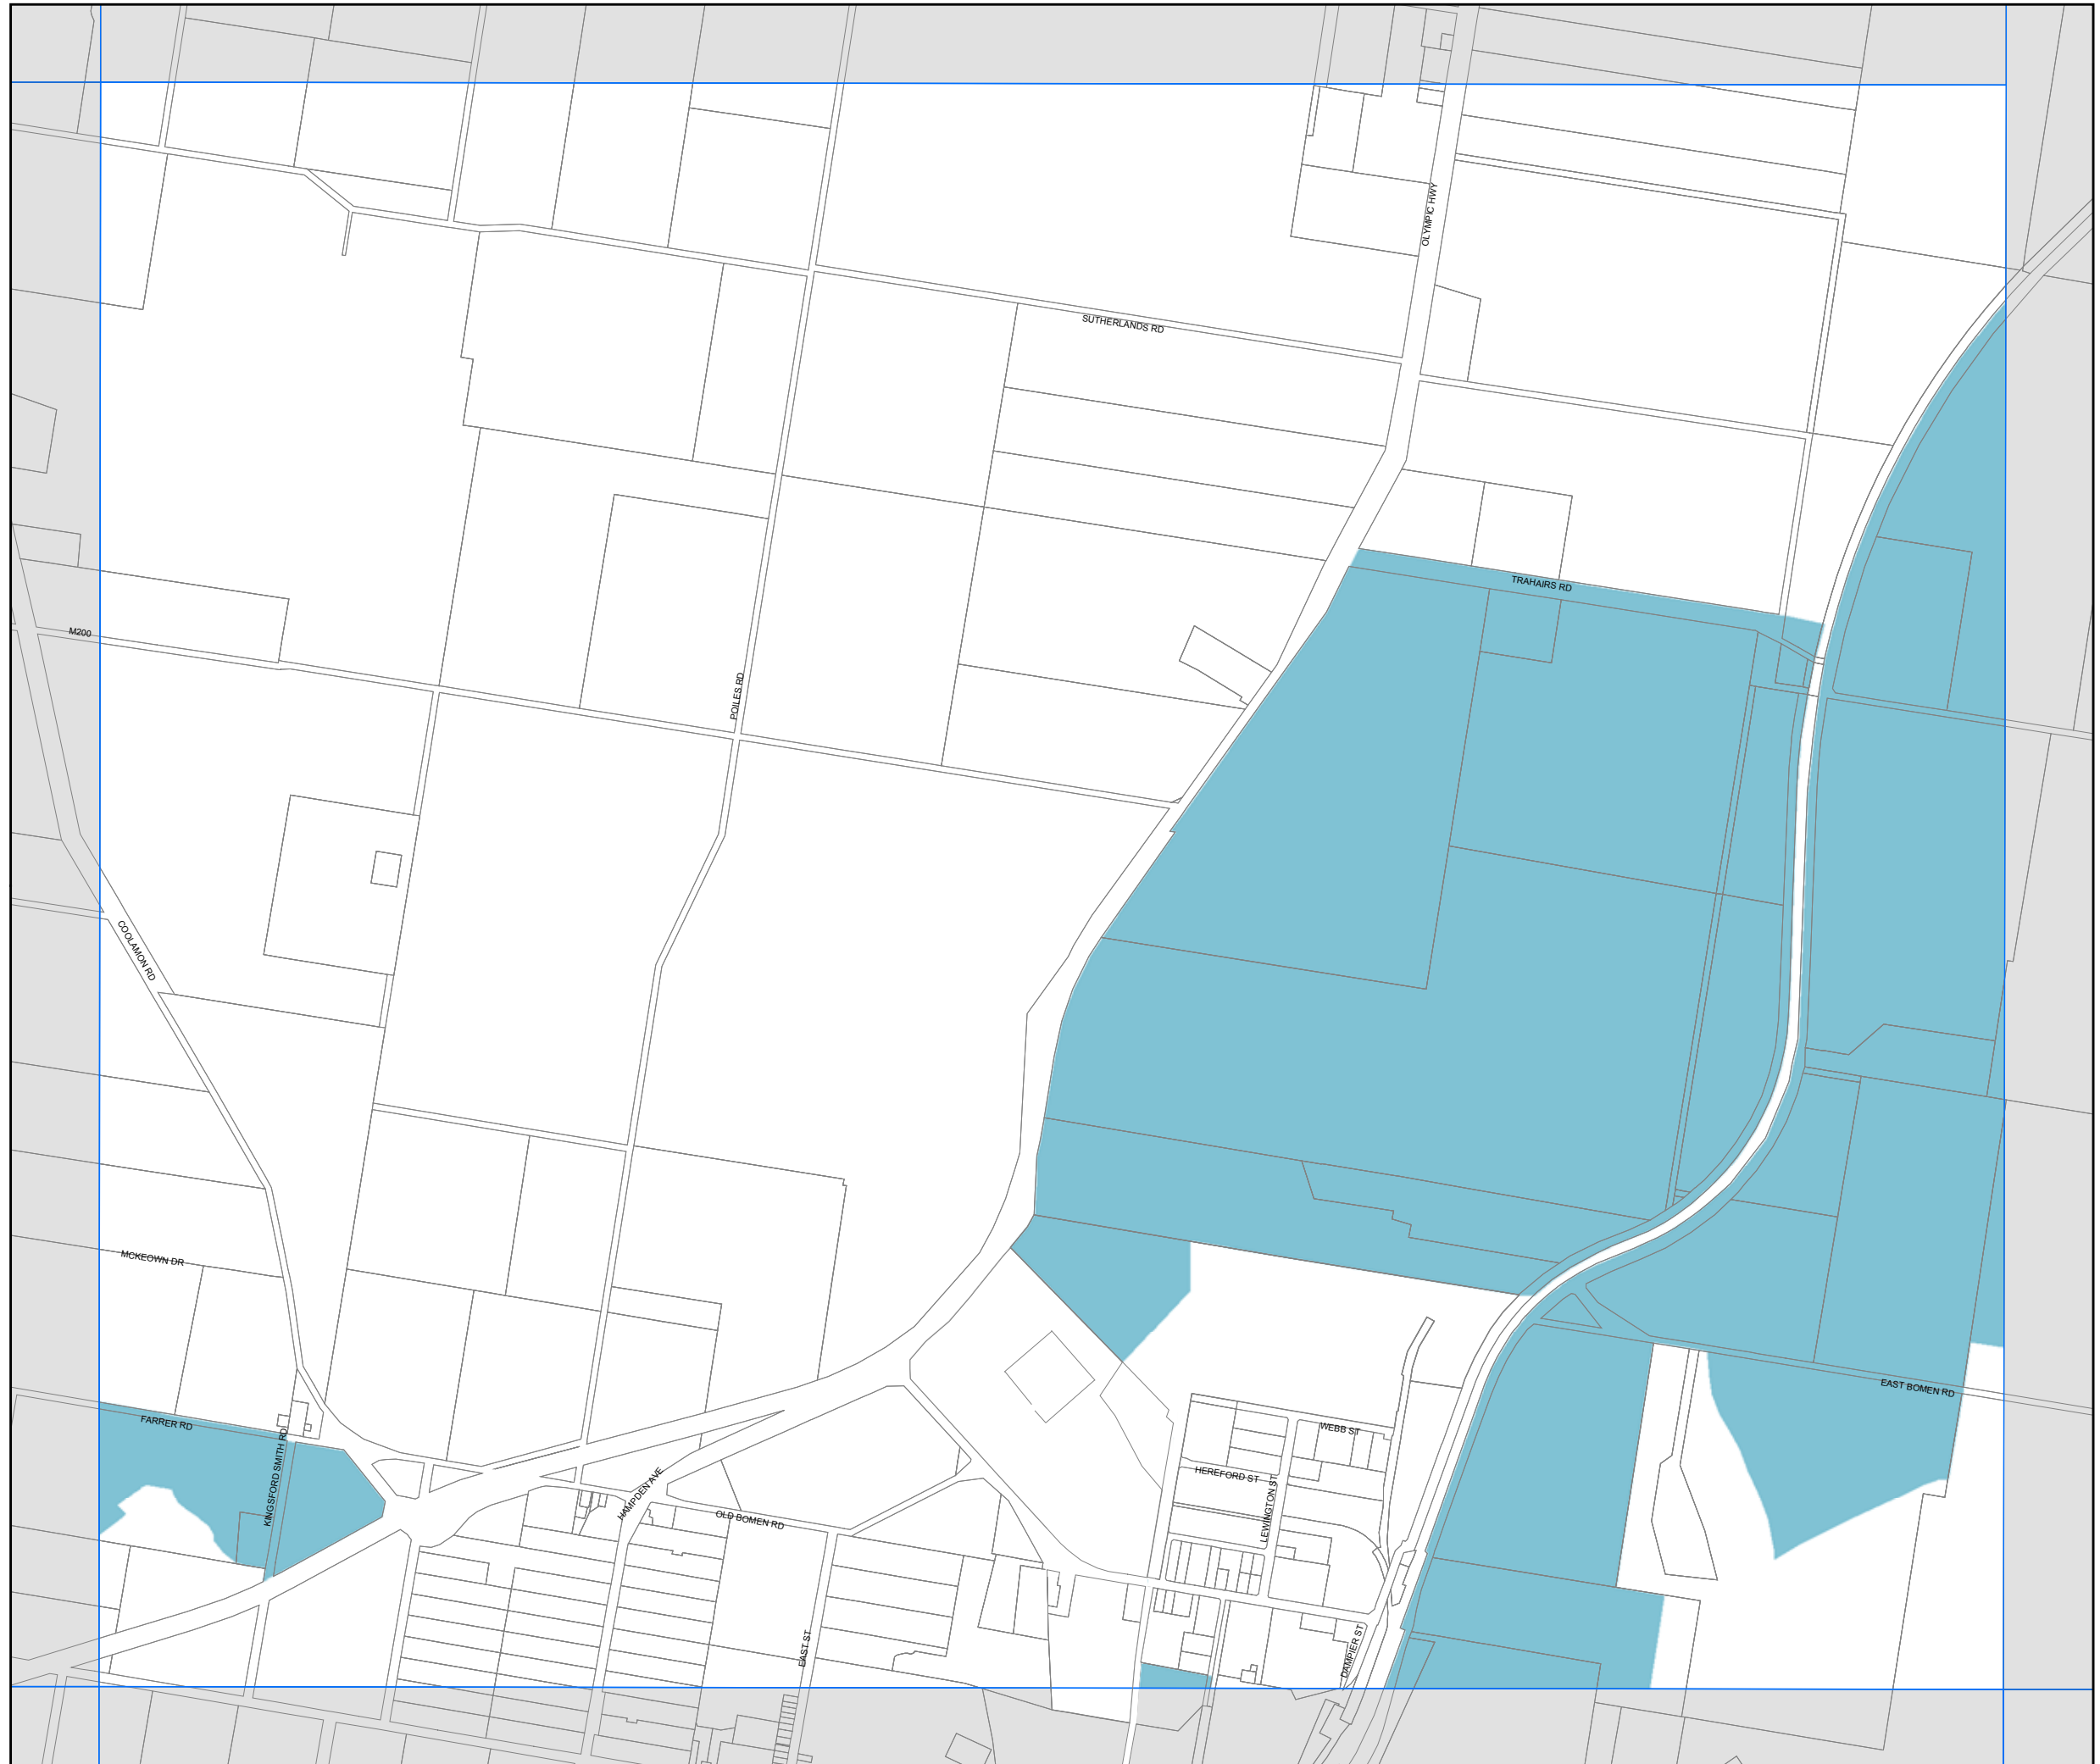 OLYMPIC HWY
SUTHERLANDS RD
TRAHAIRS RD
M200
POILES RD
COOLAMON RD
MCKEOWN DR
EAST BOMEN RD
FARRER RD
WEBB ST
KINGSFORD SMITH RD
HEREFORD ST
HAMPDEN AVE
LEWINGTON ST
OLD BOMEN RD
EAST ST
DAMPIER ST